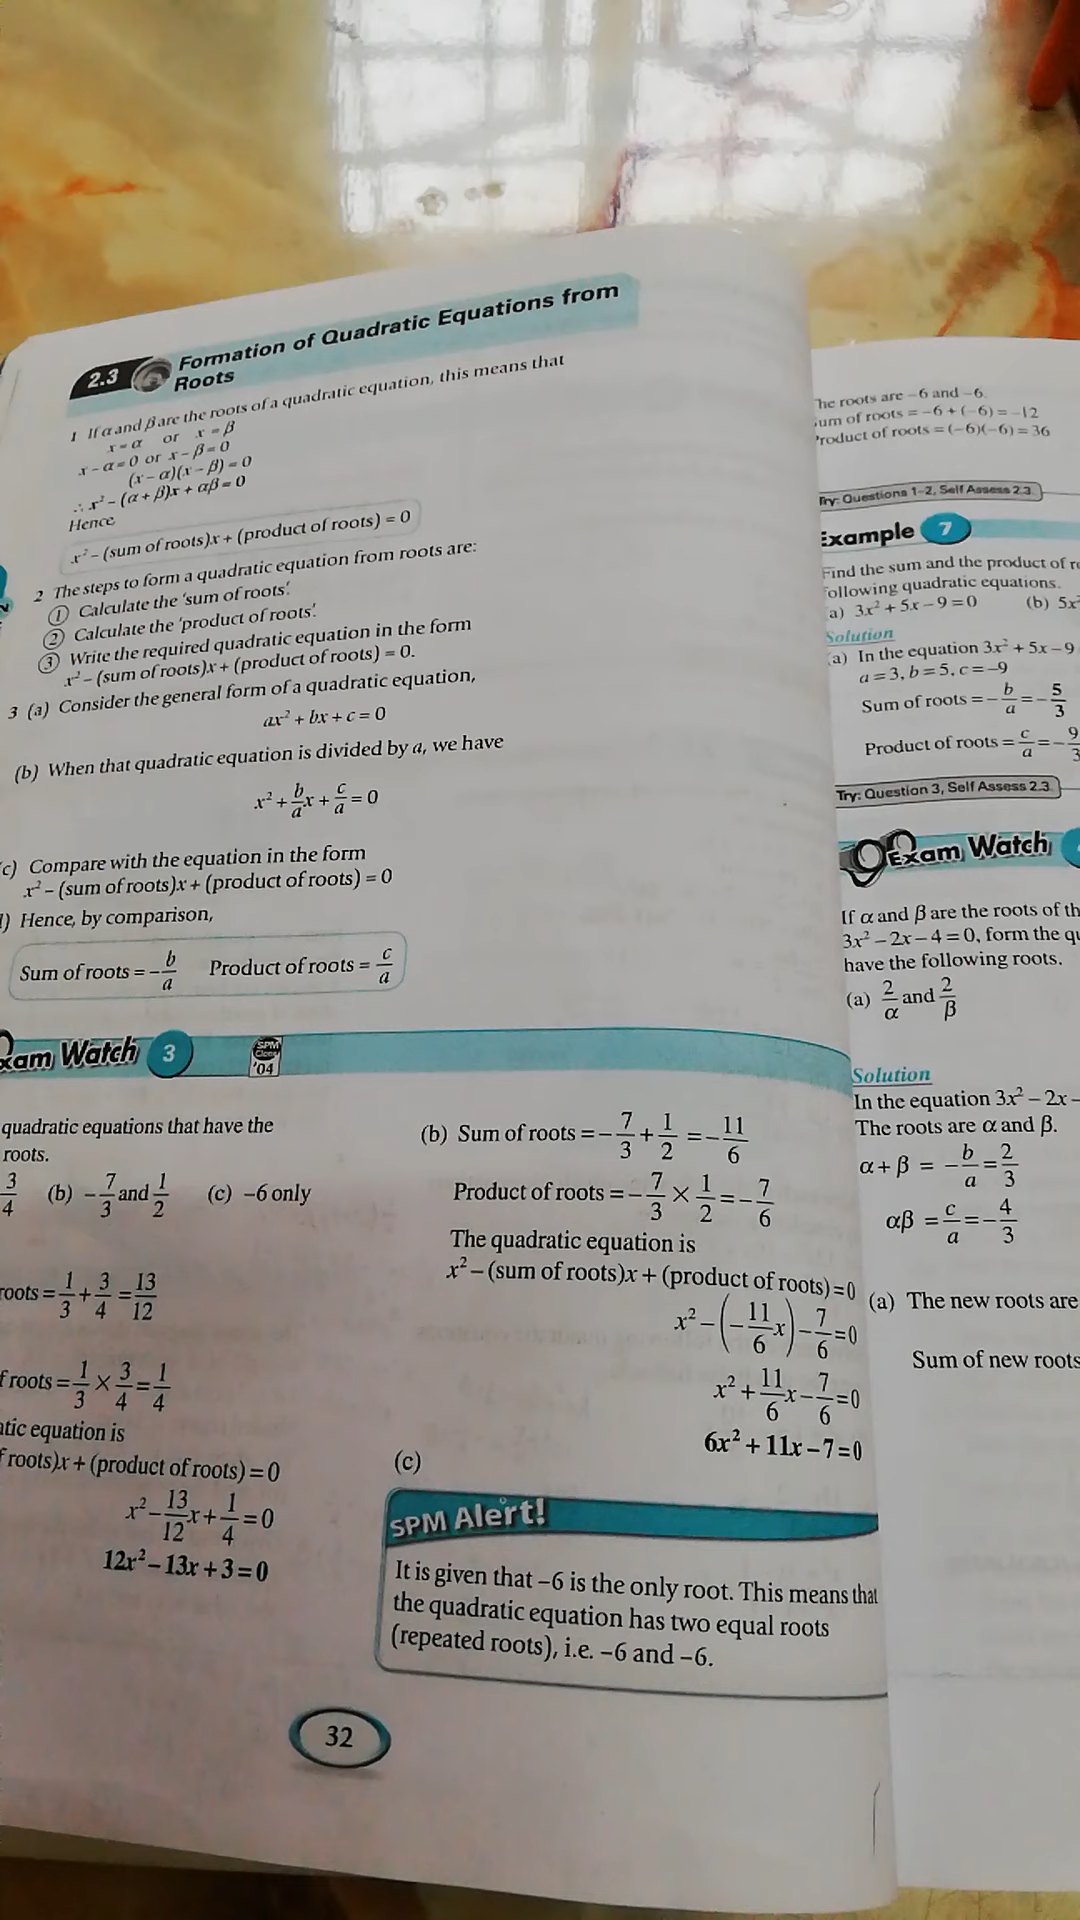 2.3 Formation of Quadratic Equations from
Roots
1 If α and β are the roots of a quadratic equation, this means that
x = α or x = β
x − α = 0 or x − β = 0
(x − α)(x − β) = 0
∴ x² − (α + β)x + αβ = 0
Hence
x² − (sum of roots)x + (product of roots) = 0
2 The steps to form a quadratic equation from roots are:
① Calculate the 'sum of roots'.
② Calculate the 'product of roots'.
③ Write the required quadratic equation in the form
x² − (sum of roots)x + (product of roots) = 0.
3 (a) Consider the general form of a quadratic equation,
ax² + bx + c = 0
(b) When that quadratic equation is divided by a, we have
x² + b/a x + c/a = 0
c) Compare with the equation in the form
x² − (sum of roots)x + (product of roots) = 0
) Hence, by comparison,
Sum of roots = − b/a Product of roots = c/a
xam Watch 3
SPM
'04
quadratic equations that have the
roots.
3/4 (b) − 7/3 and 1/2 (c) −6 only
roots = 1/3 + 3/4 = 13/12
f roots = 1/3 × 3/4 = 1/4
atic equation is
f roots)x + (product of roots) = 0
x² − 13/12 x + 1/4 = 0
12x² − 13x + 3 = 0
(b) Sum of roots = − 7/3 + 1/2 = − 11/6
Product of roots = − 7/3 × 1/2 = − 7/6
The quadratic equation is
x² − (sum of roots)x + (product of roots) = 0
x² − (− 11/6 x) − 7/6 = 0
x² + 11/6 x − 7/6 = 0
6x² + 11x − 7 = 0
(c)
SPM Alert!
It is given that −6 is the only root. This means that
the quadratic equation has two equal roots
(repeated roots), i.e. −6 and −6.
32
he roots are −6 and −6.
um of roots = −6 + (−6) = −12
roduct of roots = (−6)(−6) = 36
Try: Questions 1–2, Self Assess 2.3
Example 7
Find the sum and the product of r
ollowing quadratic equations.
a) 3x² + 5x − 9 = 0 (b) 5x
Solution
a) In the equation 3x² + 5x − 9
a = 3, b = 5, c = −9
Sum of roots = − b/a = − 5/3
Product of roots = c/a = − 9/3
Try: Question 3, Self Assess 2.3
Exam Watch
If α and β are the roots of th
3x² − 2x − 4 = 0, form the qu
have the following roots.
(a) 2/α and 2/β
Solution
In the equation 3x² − 2x −
The roots are α and β.
α + β = − b/a = 2/3
αβ = c/a = − 4/3
(a) The new roots are
Sum of new roots